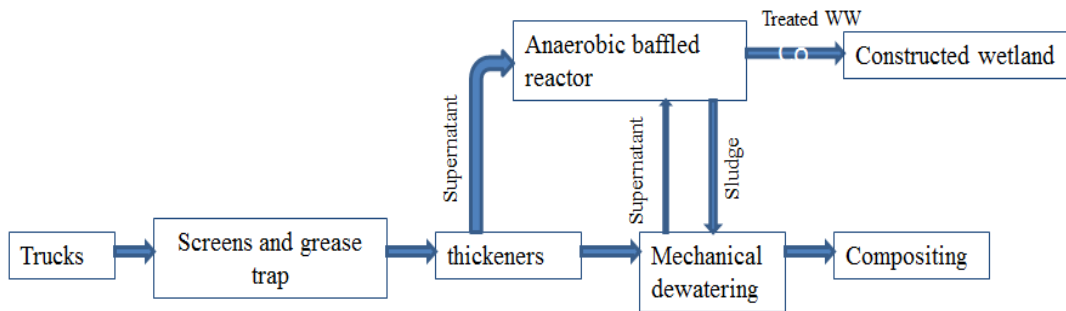 Treated WW
Anaerobic baffled
reactor
Constructed wetland
Co
Supernatant
Supernatant
Sludge
Trucks
Screens and grease
trap
thickeners
Mechanical
dewatering
Compositing